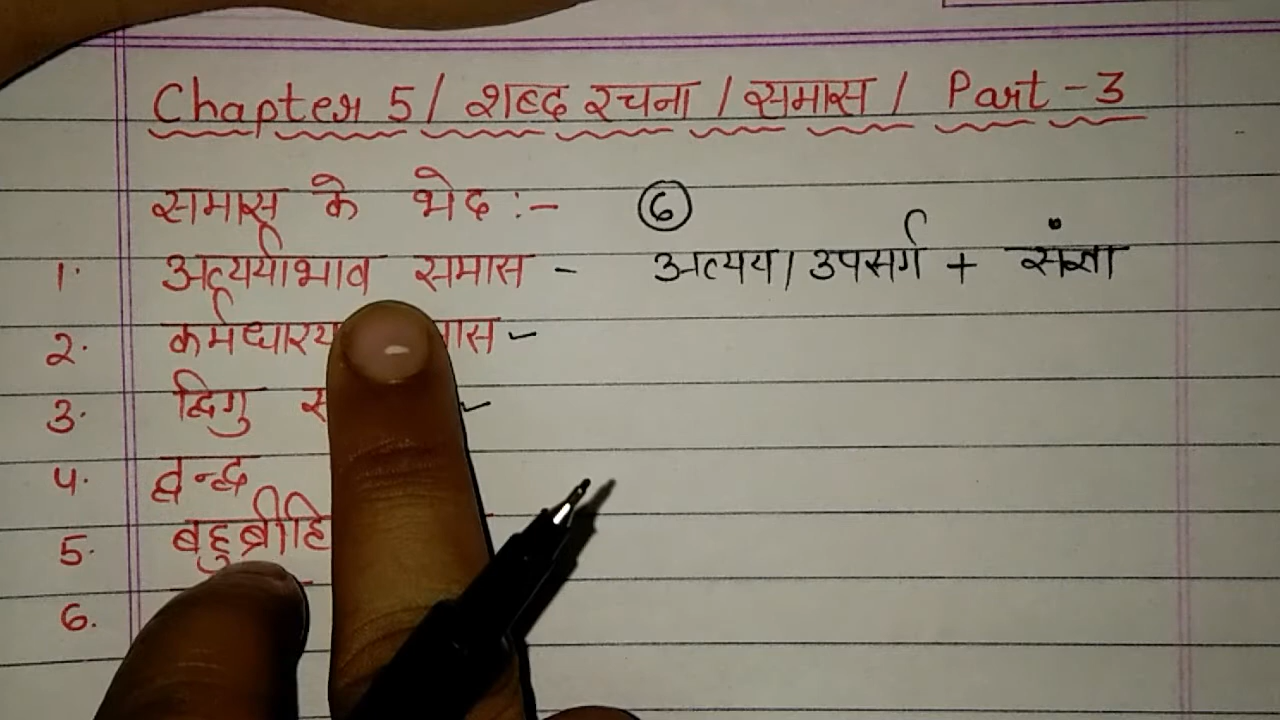 Chapter 5 / शब्द रचना / समास / Part - 3
समास के भेद :- 6
1. अव्ययीभाव समास - अव्यय / उपसर्ग + संज्ञा
2. कर्मधारय -
3. द्विगु -
4. द्वन्द्व
5. बहुब्रीहि
6.